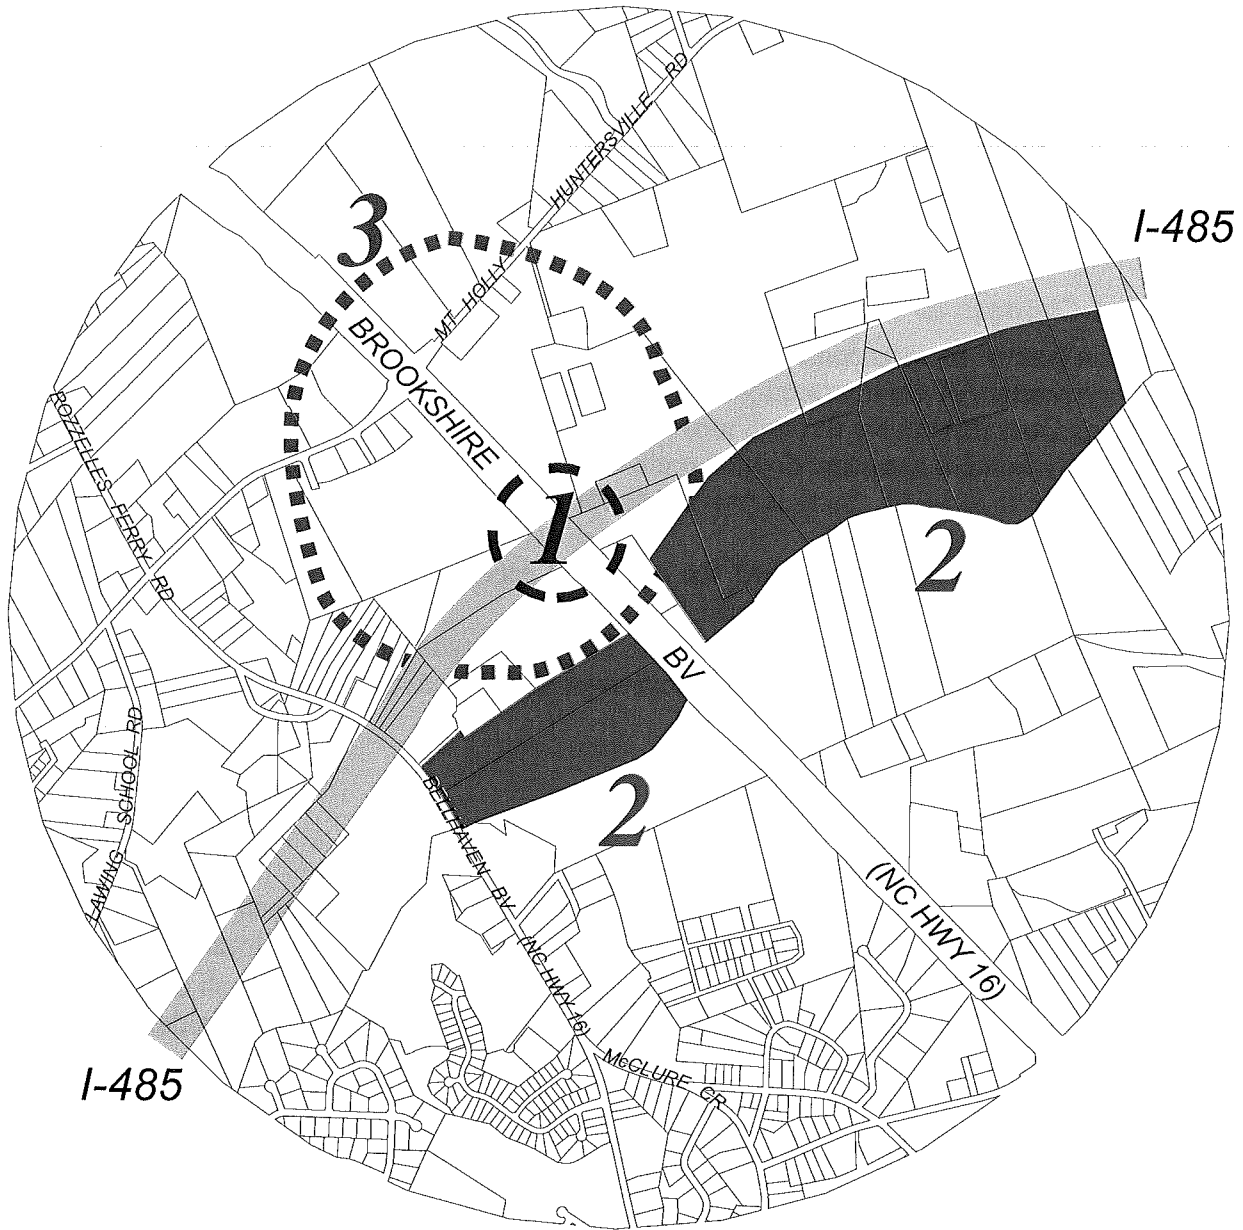 HUNTERSVILLE RD
3
I-485
MT HOLLY
BROOKSHIRE
ROZZELLES FERRY RD
1
2
BV
LAWING SCHOOL RD
2
BELLHAVEN BV (NC HWY 16)
(NC HWY 16)
McCLURE CR
I-485